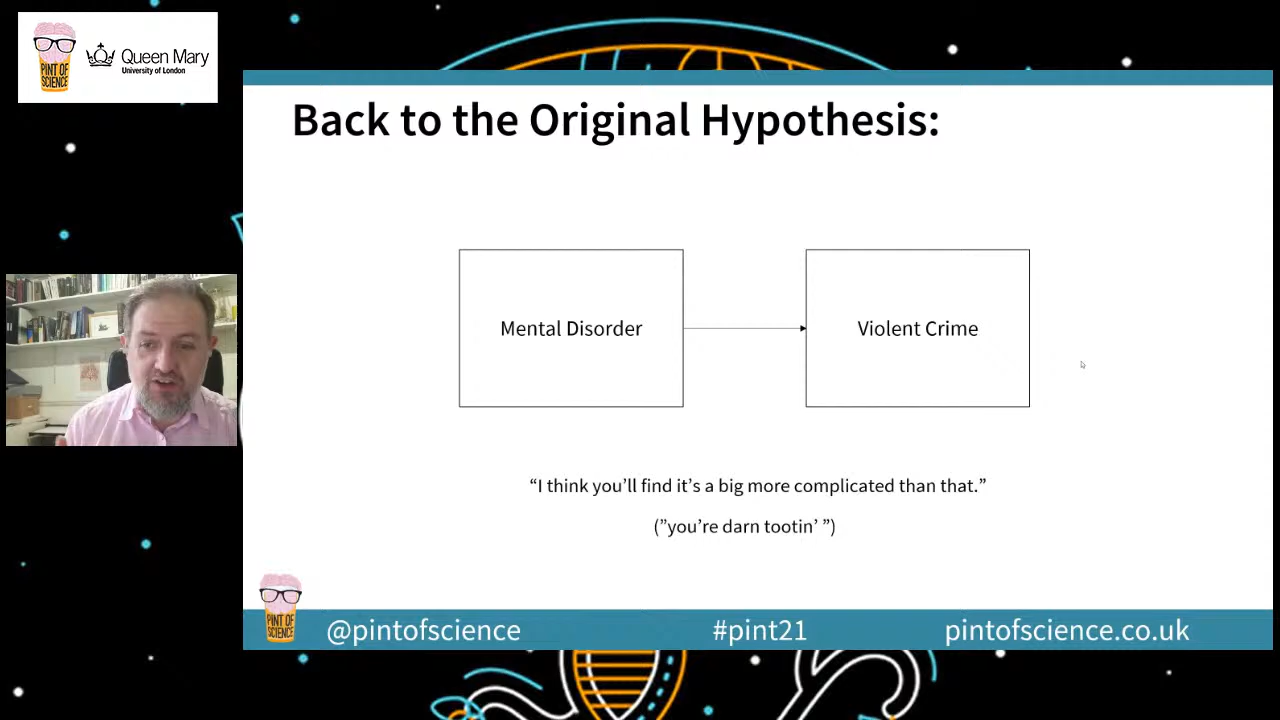 PINT OF
SCIENCE
Queen Mary
University of London
Back to the Original Hypothesis:
Mental Disorder
Violent Crime
“I think you’ll find it’s a big more complicated than that.”
(”you’re darn tootin’ ”)
PINT OF
SCIENCE
@pintofscience
#pint21
pintofscience.co.uk